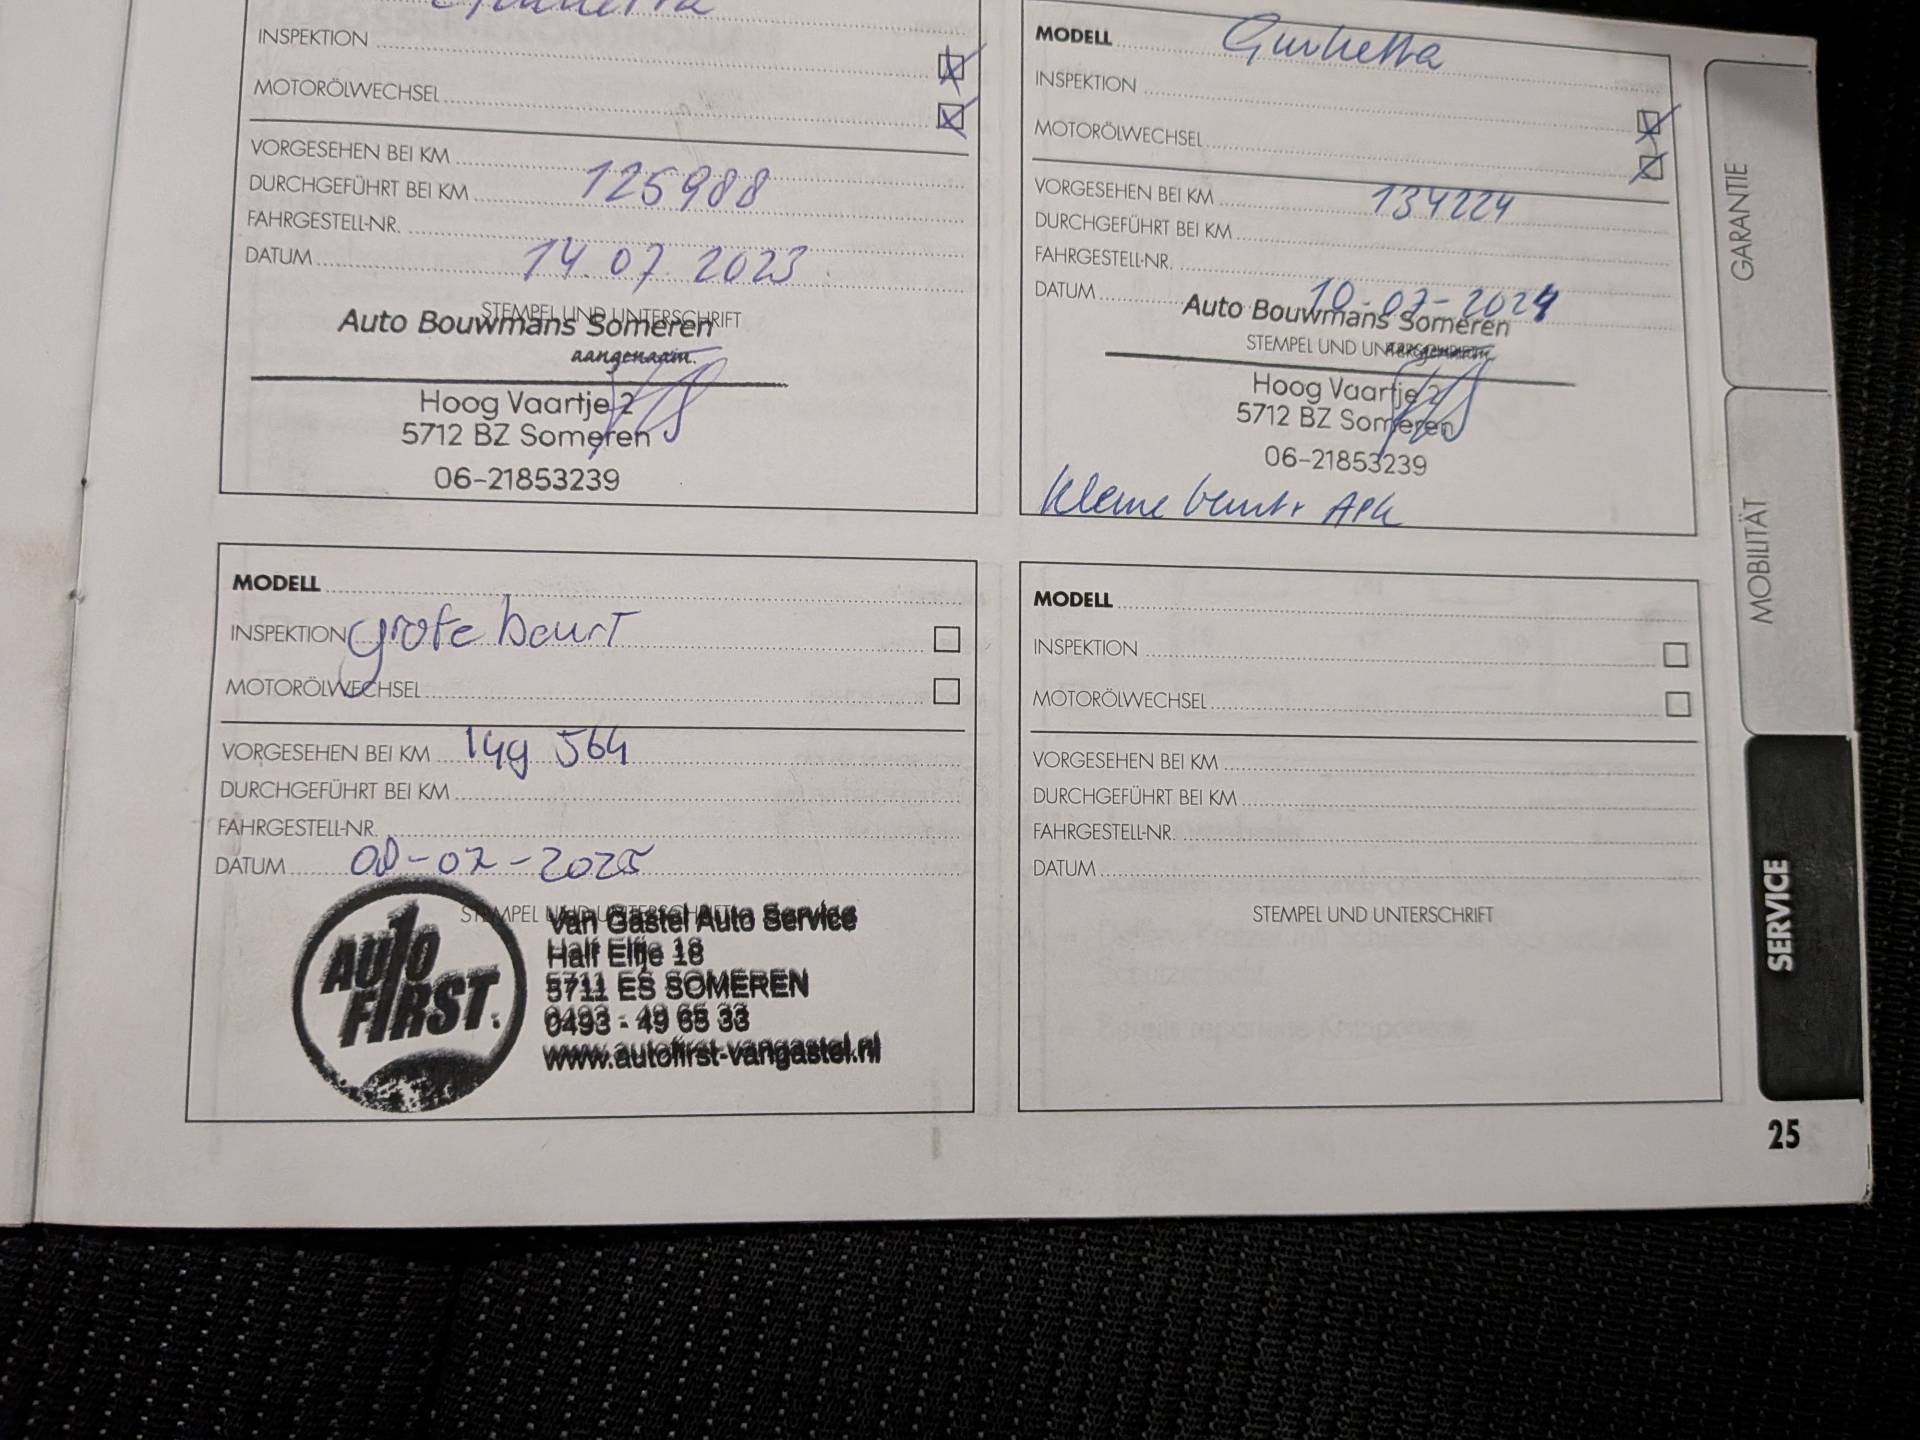 Giulietta
INSPEKTION
MOTORÖLWECHSEL
VORGESEHEN BEI KM
DURCHGEFÜHRT BEI KM 125988
FAHRGESTELL-NR.
DATUM 14.07.2023
STEMPEL UND UNTERSCHRIFT
Auto Bouwmans Someren
aangenaam.
Hoog Vaartje 2
5712 BZ Someren
06-21853239
MODELL Giulietta
INSPEKTION
MOTORÖLWECHSEL
VORGESEHEN BEI KM 134224
DURCHGEFÜHRT BEI KM
FAHRGESTELL-NR.
DATUM 10-07-2024
Auto Bouwmans Someren
STEMPEL UND UNTERSCHRIFT
aangenaam.
Hoog Vaartje 2
5712 BZ Someren
06-21853239
kleine beurt + APK
MODELL
INSPEKTION grote beurt
MOTORÖLWECHSEL
VORGESEHEN BEI KM 149 564
DURCHGEFÜHRT BEI KM
FAHRGESTELL-NR.
DATUM 08-07-2025
STEMPEL UND UNTERSCHRIFT
AUTO FIRST.
Van Gastel Auto Service
Half Elfje 18
5711 ES SOMEREN
0493 - 49 65 33
www.autofirst-vangastel.nl
MODELL
INSPEKTION
MOTORÖLWECHSEL
VORGESEHEN BEI KM
DURCHGEFÜHRT BEI KM
FAHRGESTELL-NR.
DATUM
STEMPEL UND UNTERSCHRIFT
GARANTIE
MOBILITÄT
SERVICE
25